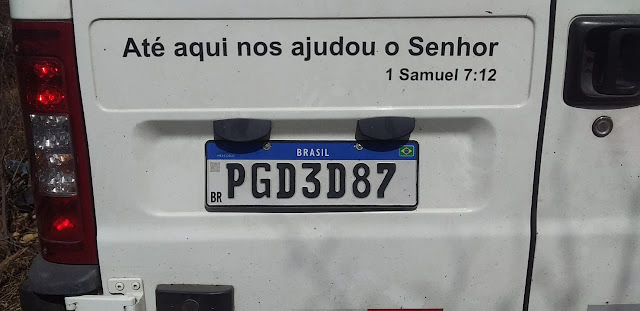 Até aqui nos ajudou o Senhor
1 Samuel 7:12
BRASIL
BR PGD3D87